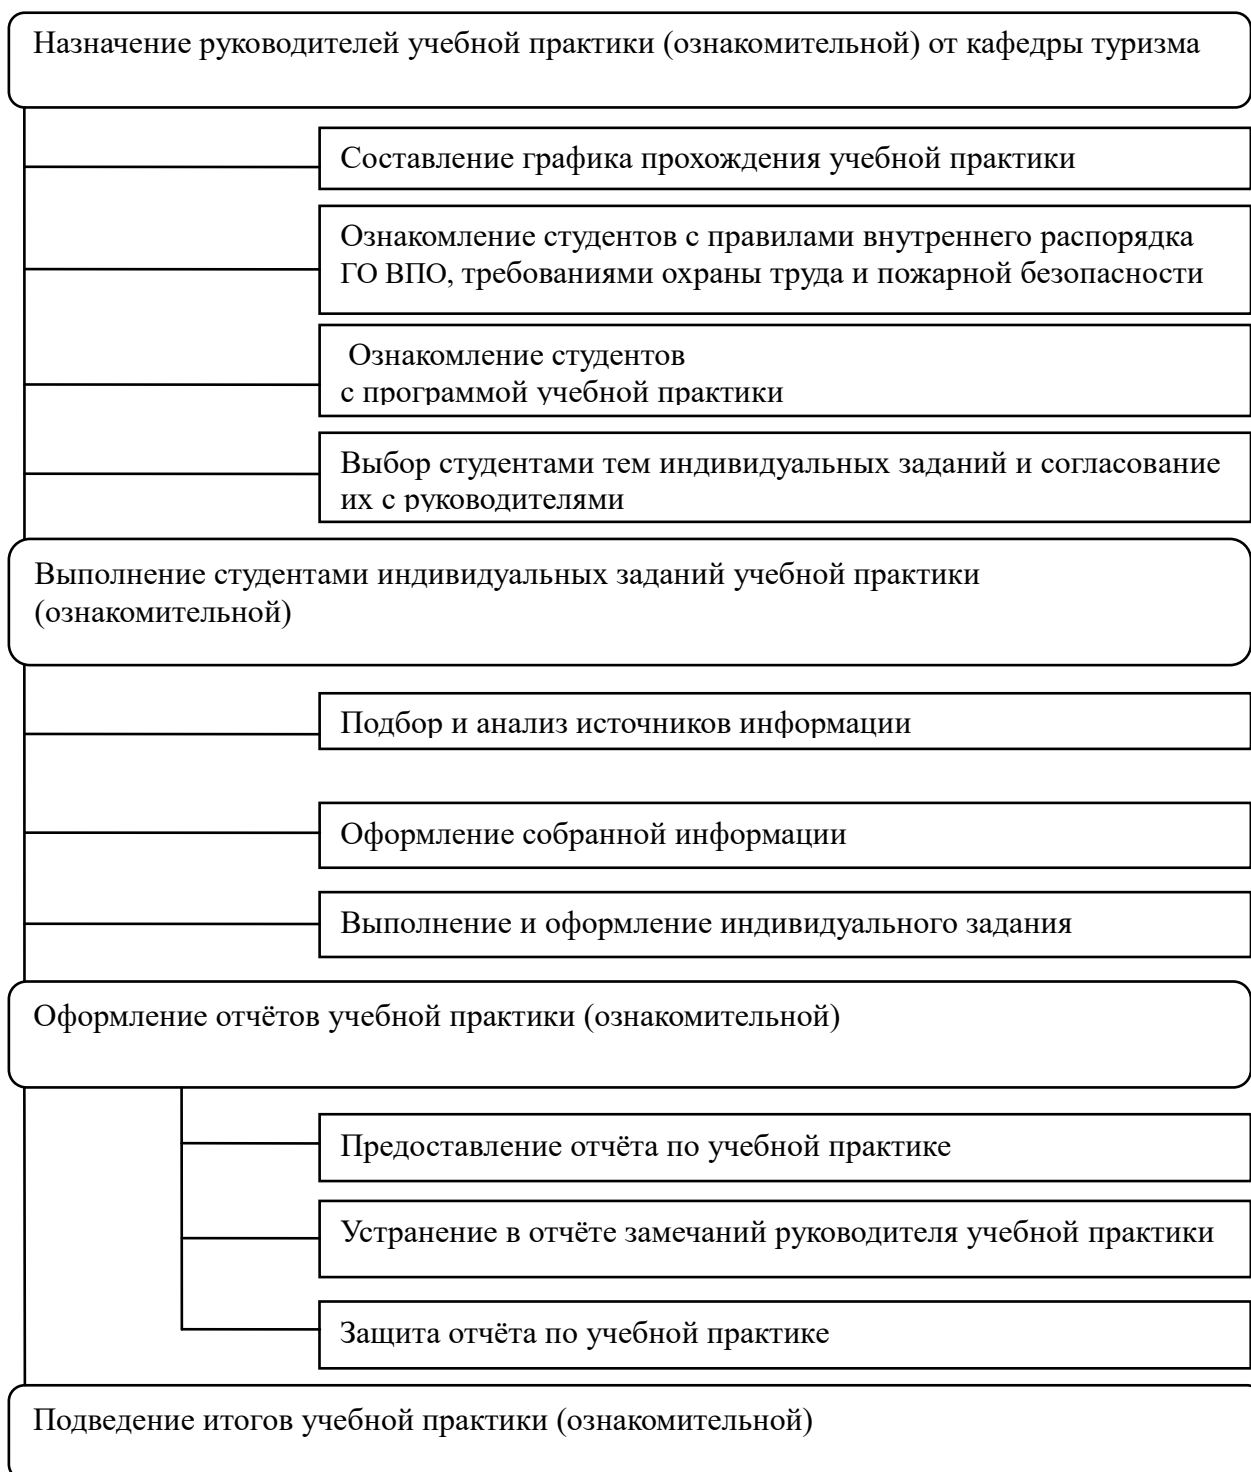 Назначение руководителей учебной практики (ознакомительной) от кафедры туризма
Составление графика прохождения учебной практики
Ознакомление студентов с правилами внутреннего распорядка
ГО ВПО, требованиями охраны труда и пожарной безопасности
Ознакомление студентов
с программой учебной практики
Выбор студентами тем индивидуальных заданий и согласование
их с руководителями
Выполнение студентами индивидуальных заданий учебной практики
(ознакомительной)
Подбор и анализ источников информации
Оформление собранной информации
Выполнение и оформление индивидуального задания
Оформление отчётов учебной практики (ознакомительной)
Предоставление отчёта по учебной практике
Устранение в отчёте замечаний руководителя учебной практики
Защита отчёта по учебной практике
Подведение итогов учебной практики (ознакомительной)